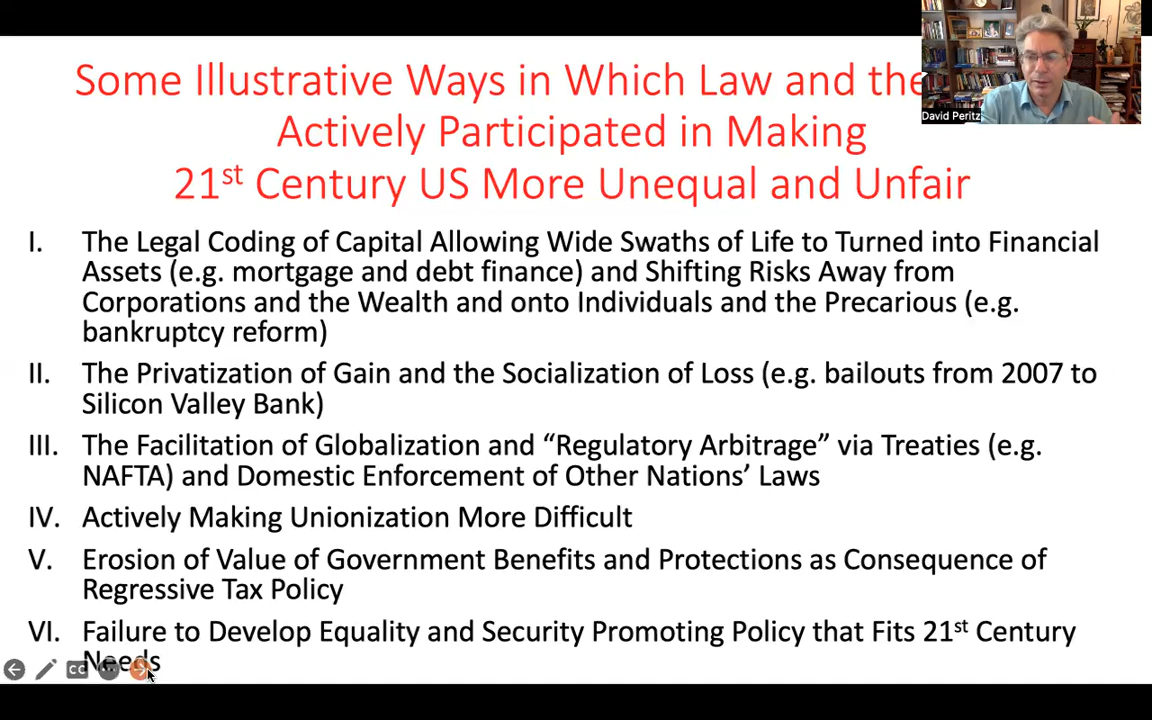 Some Illustrative Ways in Which Law and the
Actively Participated in Making
21st Century US More Unequal and Unfair
David Peritz
I. The Legal Coding of Capital Allowing Wide Swaths of Life to Turned into Financial
Assets (e.g. mortgage and debt finance) and Shifting Risks Away from
Corporations and the Wealth and onto Individuals and the Precarious (e.g.
bankruptcy reform)
II. The Privatization of Gain and the Socialization of Loss (e.g. bailouts from 2007 to
Silicon Valley Bank)
III. The Facilitation of Globalization and “Regulatory Arbitrage” via Treaties (e.g.
NAFTA) and Domestic Enforcement of Other Nations’ Laws
IV. Actively Making Unionization More Difficult
V. Erosion of Value of Government Benefits and Protections as Consequence of
Regressive Tax Policy
VI. Failure to Develop Equality and Security Promoting Policy that Fits 21st Century
Needs
CC